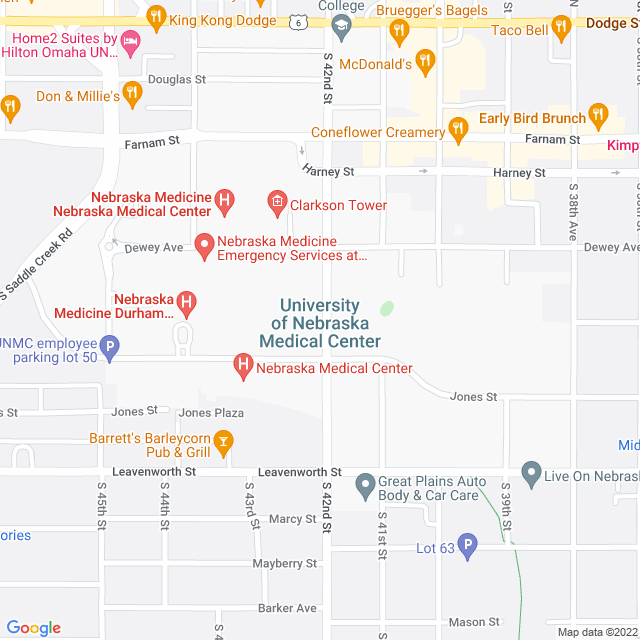 College
Bruegger's Bagels
King Kong Dodge
6
Dodge St
Taco Bell
Home2 Suites by
Hilton Omaha UN...
S 42nd St
McDonald's
Douglas St
Don & Millie's
Early Bird Brunch
Coneflower Creamery
Farnam St
Farnam St
Kimp
Harney St
Harney St
Nebraska Medicine
Nebraska Medical Center
Clarkson Tower
S 38th Ave
S Saddle Creek Rd
Dewey Ave
Nebraska Medicine
Emergency Services at...
Dewey Ave
Nebraska
Medicine Durham...
University
of Nebraska
Medical Center
UNMC employee
parking lot 50
Nebraska Medical Center
Jones St
Jones St
Jones Plaza
Barrett's Barleycorn
Pub & Grill
Mid
Leavenworth St
Leavenworth St
Great Plains Auto
Body & Car Care
Live On Nebras
S 45th St
S 44th St
S 43rd St
S 42nd St
S 41st St
S 39th St
Marcy St
ories
Lot 63
Mayberry St
Barker Ave
Mason St
Google
Map data ©2022